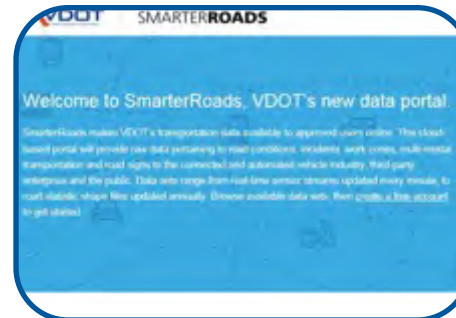 VDOT SMARTERROADS
Welcome to SmarterRoads, VDOT's new data portal.
SmarterRoads makes VDOT's transportation data available to approved users online. This cloud-
based portal will provide raw data pertaining to road conditions, incidents, work zones, multi-modal
transportation and road signs to the connected and automated vehicle industry, third-party
enterprise and the public. Data sets range from real-time sensor streams updated every minute, to
road statistic shape files updated annually. Browse available data sets, then create a free account
to get started.